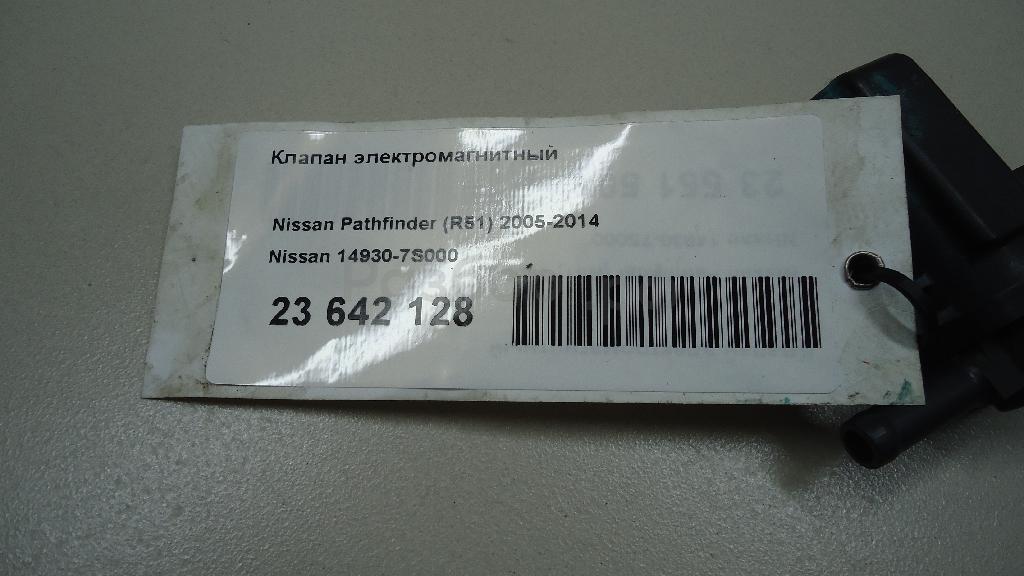 Клапан электромагнитный
Nissan Pathfinder (R51) 2005-2014
Nissan 14930-7S000
23 642 128